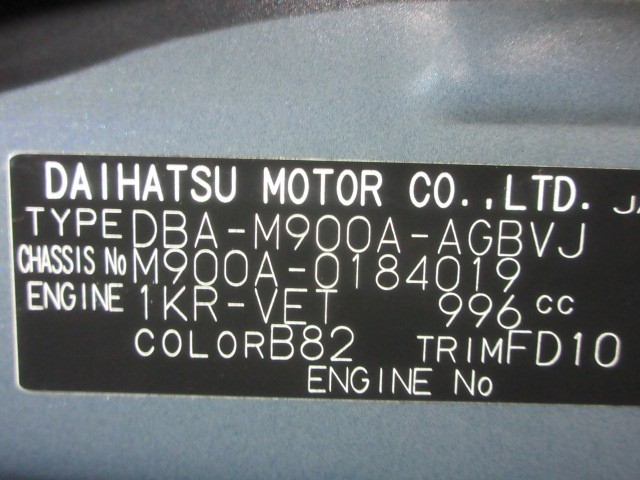 DAIHATSU MOTOR CO.,LTD.
TYPE DBA-M900A-AGBVJ
CHASSIS No M900A-0184019
ENGINE 1KR-VET 996 cc
COLOR B82 TRIM FD10
ENGINE No